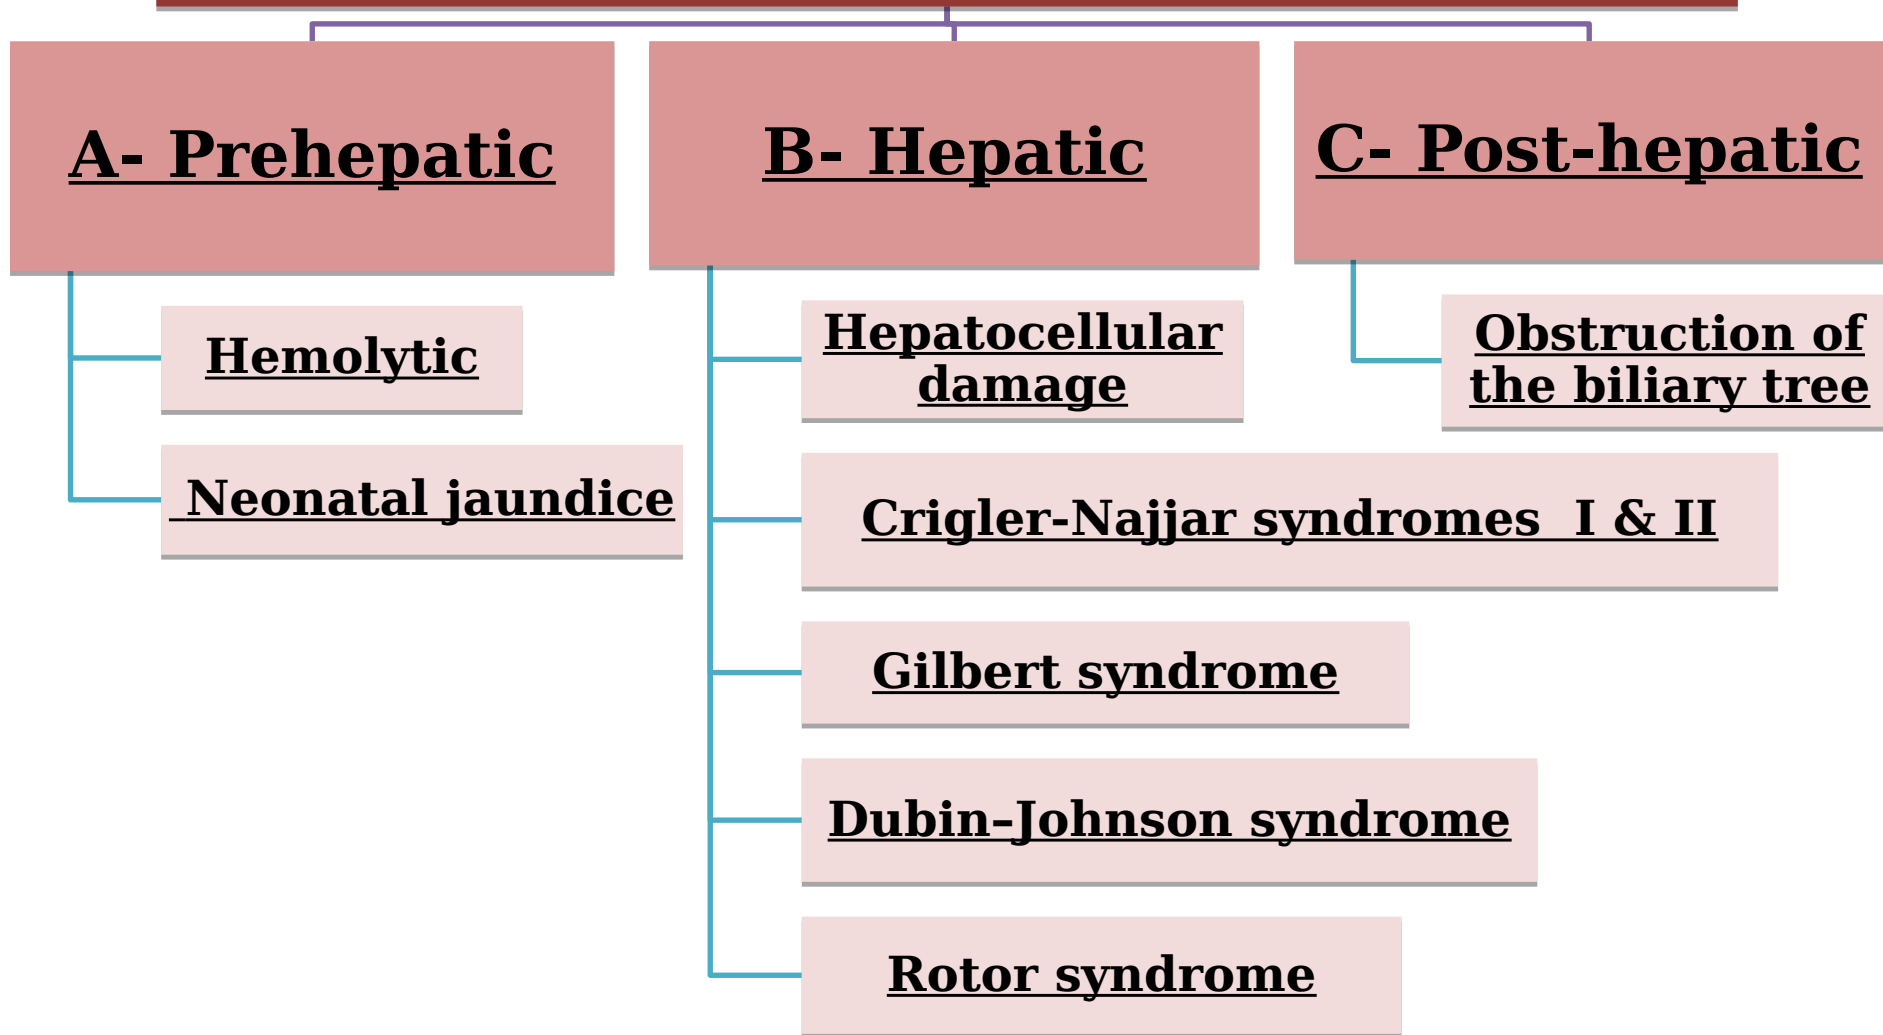 A- Prehepatic
Hemolytic
Neonatal jaundice
B- Hepatic
Hepatocellular
damage
Crigler-Najjar syndromes  I & II
Gilbert syndrome
Dubin–Johnson syndrome
Rotor syndrome
C- Post-hepatic
Obstruction of
the biliary tree